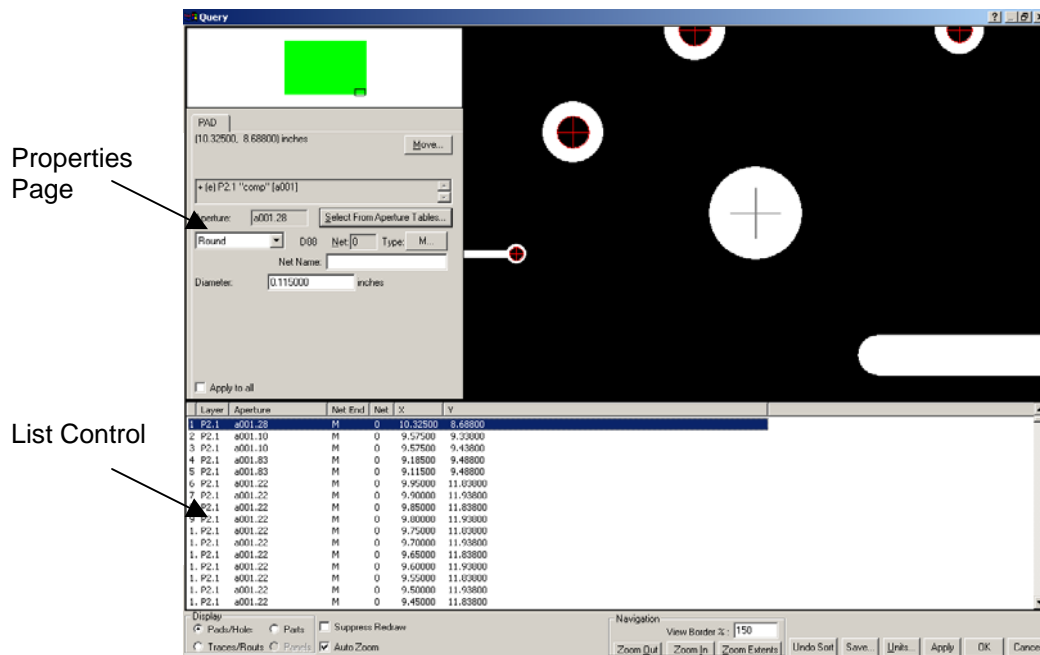 Query
PAD
(10.32500, 8.68800) inches
Move...
+ (e) P2.1 "comp" [a001]
Properties
Page
Aperture: a001.28 Select From Aperture Tables...
Round D88 Net: 0 Type: M...
Net Name:
Diameter: 0.115000 inches
Apply to all
List Control
Layer Aperture Net End Net X Y
1 P2.1 a001.28 M 0 10.32500 8.68800
2 P2.1 a001.10 M 0 9.57500 9.33800
3 P2.1 a001.10 M 0 9.57500 9.43800
4 P2.1 a001.83 M 0 9.18500 9.48800
5 P2.1 a001.83 M 0 9.11500 9.48800
6 P2.1 a001.22 M 0 9.95000 11.83800
7 P2.1 a001.22 M 0 9.90000 11.93800
P2.1 a001.22 M 0 9.85000 11.83800
9 P2.1 a001.22 M 0 9.80000 11.93800
1. P2.1 a001.22 M 0 9.75000 11.83800
1. P2.1 a001.22 M 0 9.70000 11.93800
1. P2.1 a001.22 M 0 9.65000 11.83800
1. P2.1 a001.22 M 0 9.60000 11.93800
1. P2.1 a001.22 M 0 9.55000 11.83800
1. P2.1 a001.22 M 0 9.50000 11.93800
1. P2.1 a001.22 M 0 9.45000 11.83800
Display
Pads/Holes Parts Suppress Redraw
Traces/Routs Panels Auto Zoom
Navigation
View Border %: 150
Zoom Out Zoom In Zoom Extents Undo Sort Save... Units... Apply OK Cancel